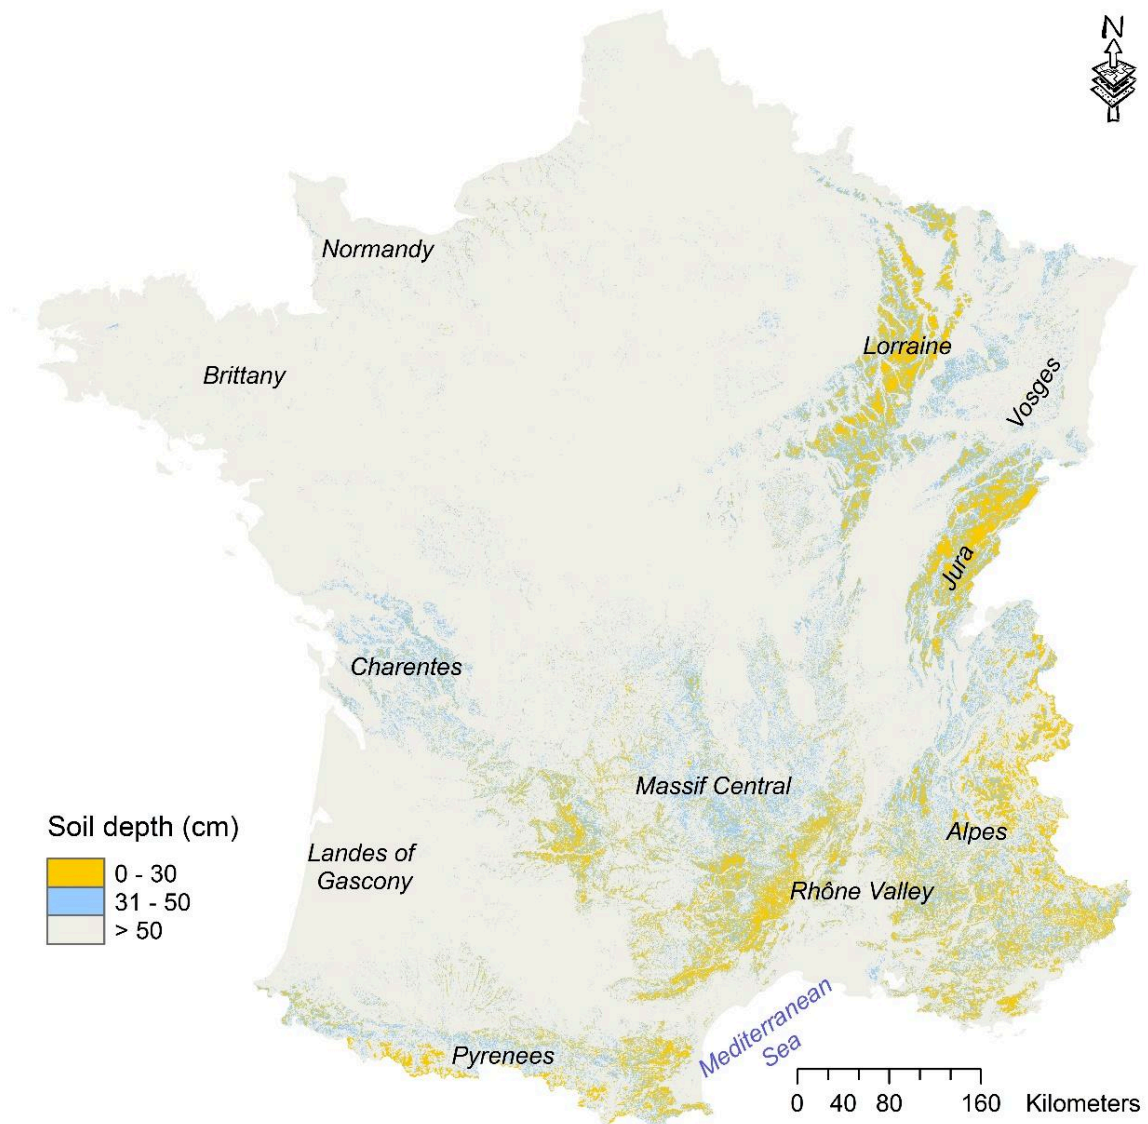 N
Normandy
Brittany
Lorraine
Vosges
Jura
Charentes
Massif Central
Alpes
Soil depth (cm)
0 - 30
31 - 50
> 50
Landes of
Gascony
Rhône Valley
Mediterranean
Sea
Pyrenees
0 40 80 160 Kilometers